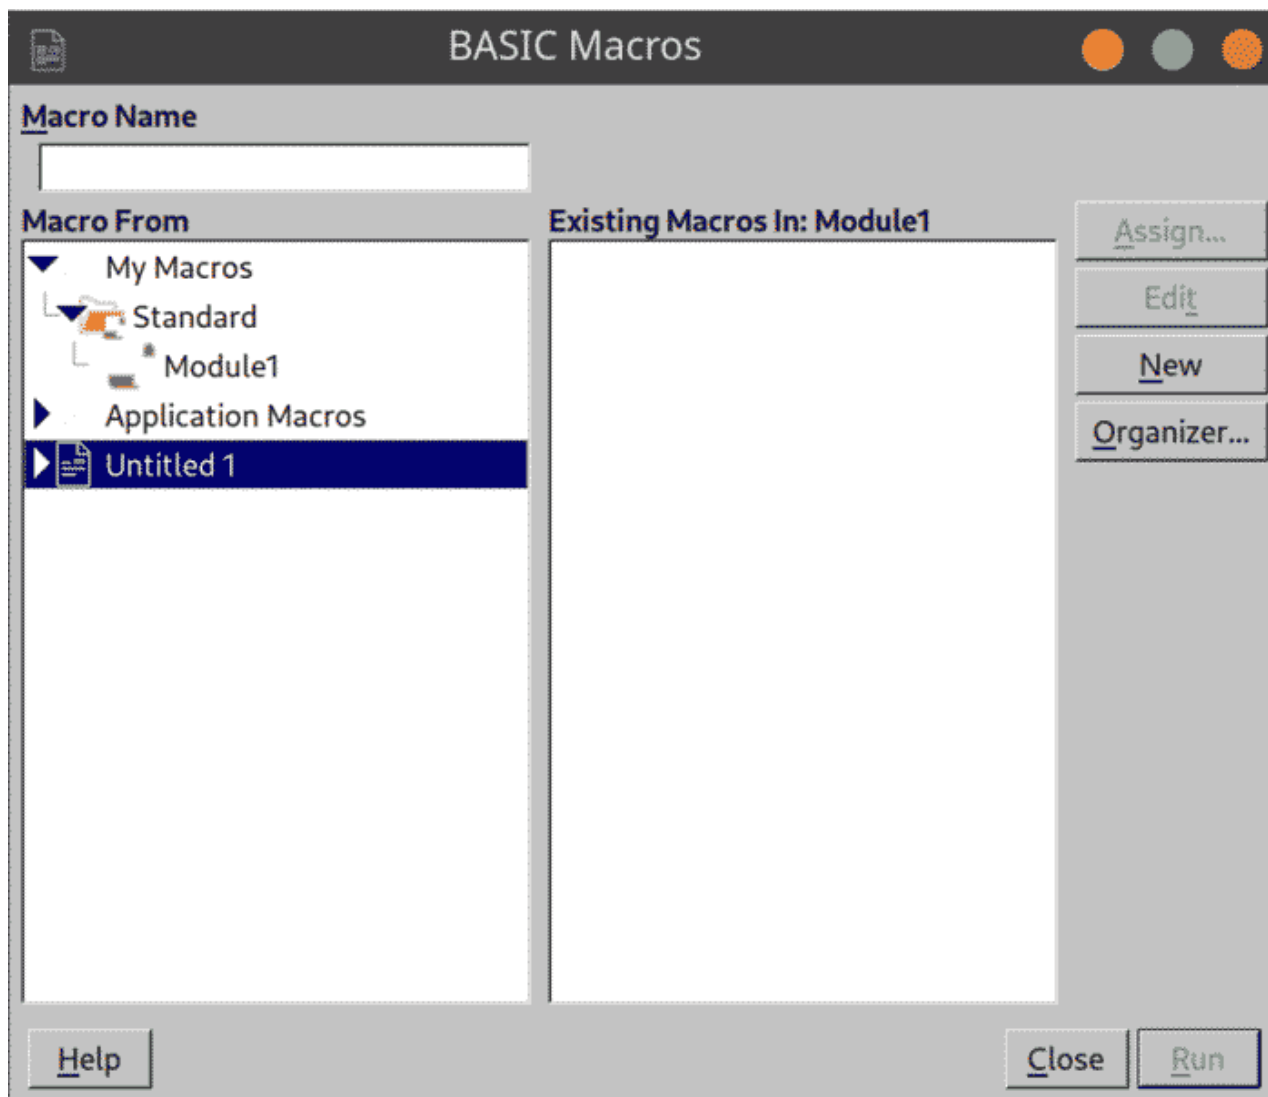 BASIC Macros
Macro Name
Macro From
Existing Macros In: Module1
Assign...
My Macros
Edit
Standard
New
Module1
Application Macros
Organizer...
Untitled 1
Help
Close
Run